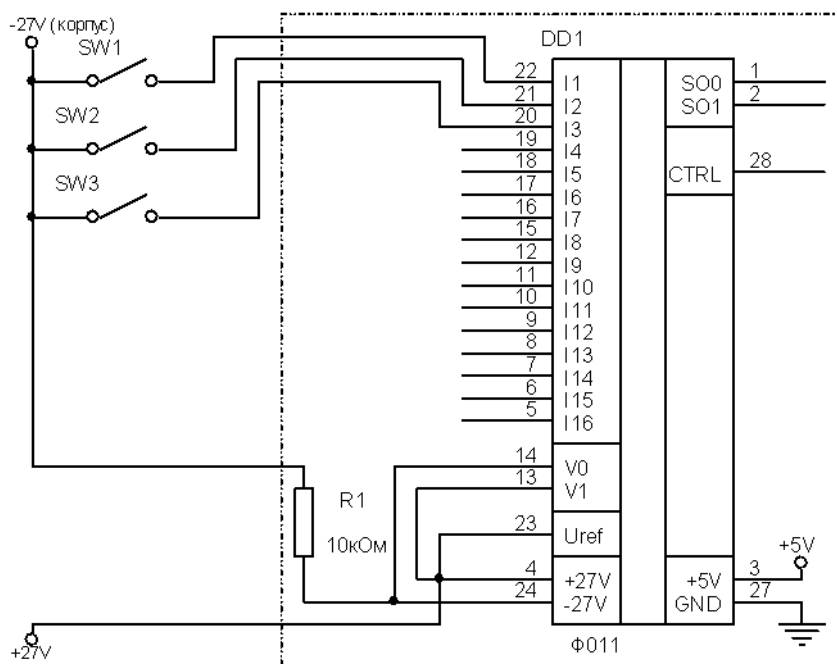 -27V (корпус)
SW1
SW2
SW3
DD1
22 I1
21 I2
20 I3
19 I4
18 I5
17 I6
16 I7
15 I8
12 I9
11 I10
10 I11
9 I12
8 I13
7 I14
6 I15
5 I16
14 V0
13 V1
23 Uref
4 +27V
24 -27V
SO0 1
SO1 2
CTRL 28
+5V
+5V 3
GND 27
R1
10кОм
+27V
Ф011